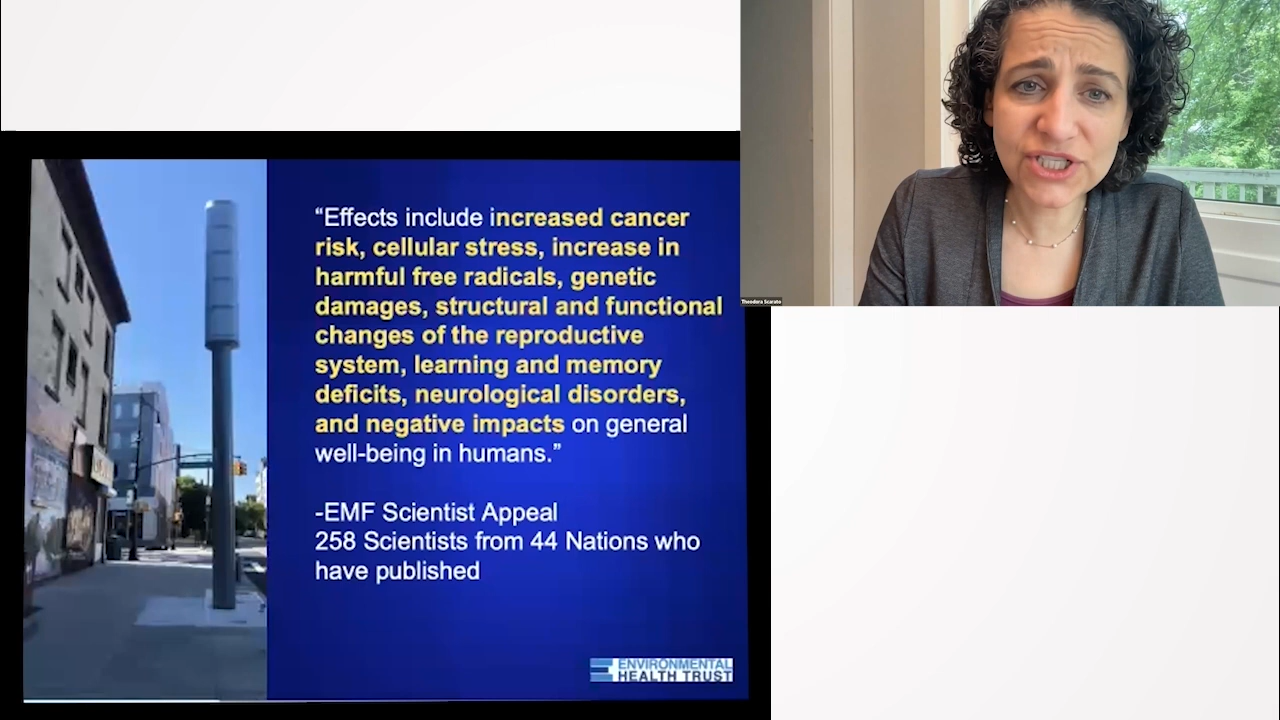 “Effects include increased cancer
risk, cellular stress, increase in
harmful free radicals, genetic
damages, structural and functional
changes of the reproductive
system, learning and memory
deficits, neurological disorders,
and negative impacts on general
well-being in humans.”
-EMF Scientist Appeal
258 Scientists from 44 Nations who
have published
ENVIRONMENTAL
HEALTH TRUST
Theodora Scarato